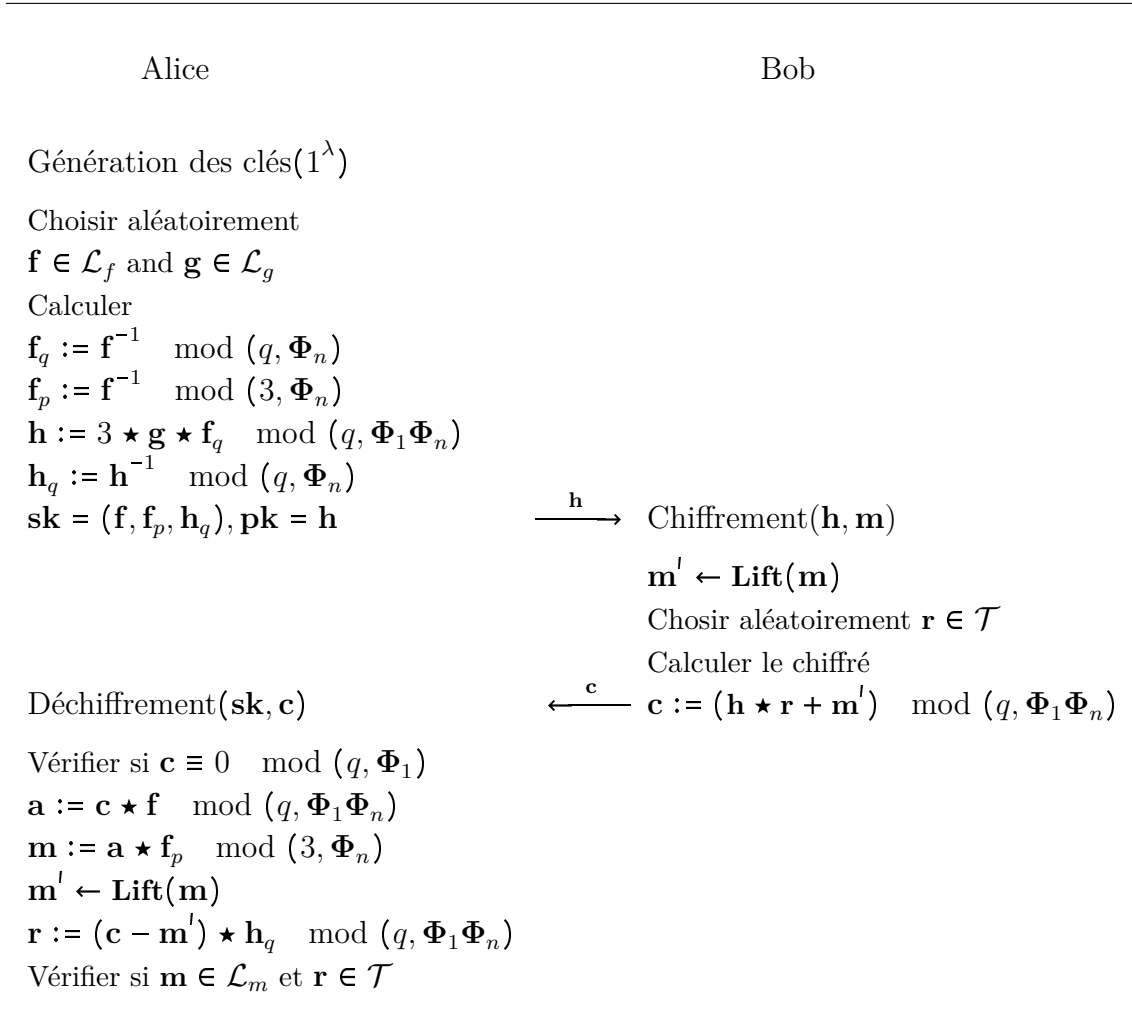 Alice
Bob
Génération des clés(1^λ)
Choisir aléatoirement
f ∈ ℒ_f and g ∈ ℒ_g
Calculer
f_q := f^−1 mod (q, Φ_n)
f_p := f^−1 mod (3, Φ_n)
h := 3 ⋆ g ⋆ f_q mod (q, Φ_1Φ_n)
h_q := h^−1 mod (q, Φ_n)
sk = (f, f_p, h_q), pk = h
h
Chiffrement(h, m)
m′ ← Lift(m)
Chosir aléatoirement r ∈ 𝒯
Calculer le chiffré
c := (h ⋆ r + m′) mod (q, Φ_1Φ_n)
c
Déchiffrement(sk, c)
Vérifier si c ≡ 0 mod (q, Φ_1)
a := c ⋆ f mod (q, Φ_1Φ_n)
m := a ⋆ f_p mod (3, Φ_n)
m′ ← Lift(m)
r := (c − m′) ⋆ h_q mod (q, Φ_1Φ_n)
Vérifier si m ∈ ℒ_m et r ∈ 𝒯